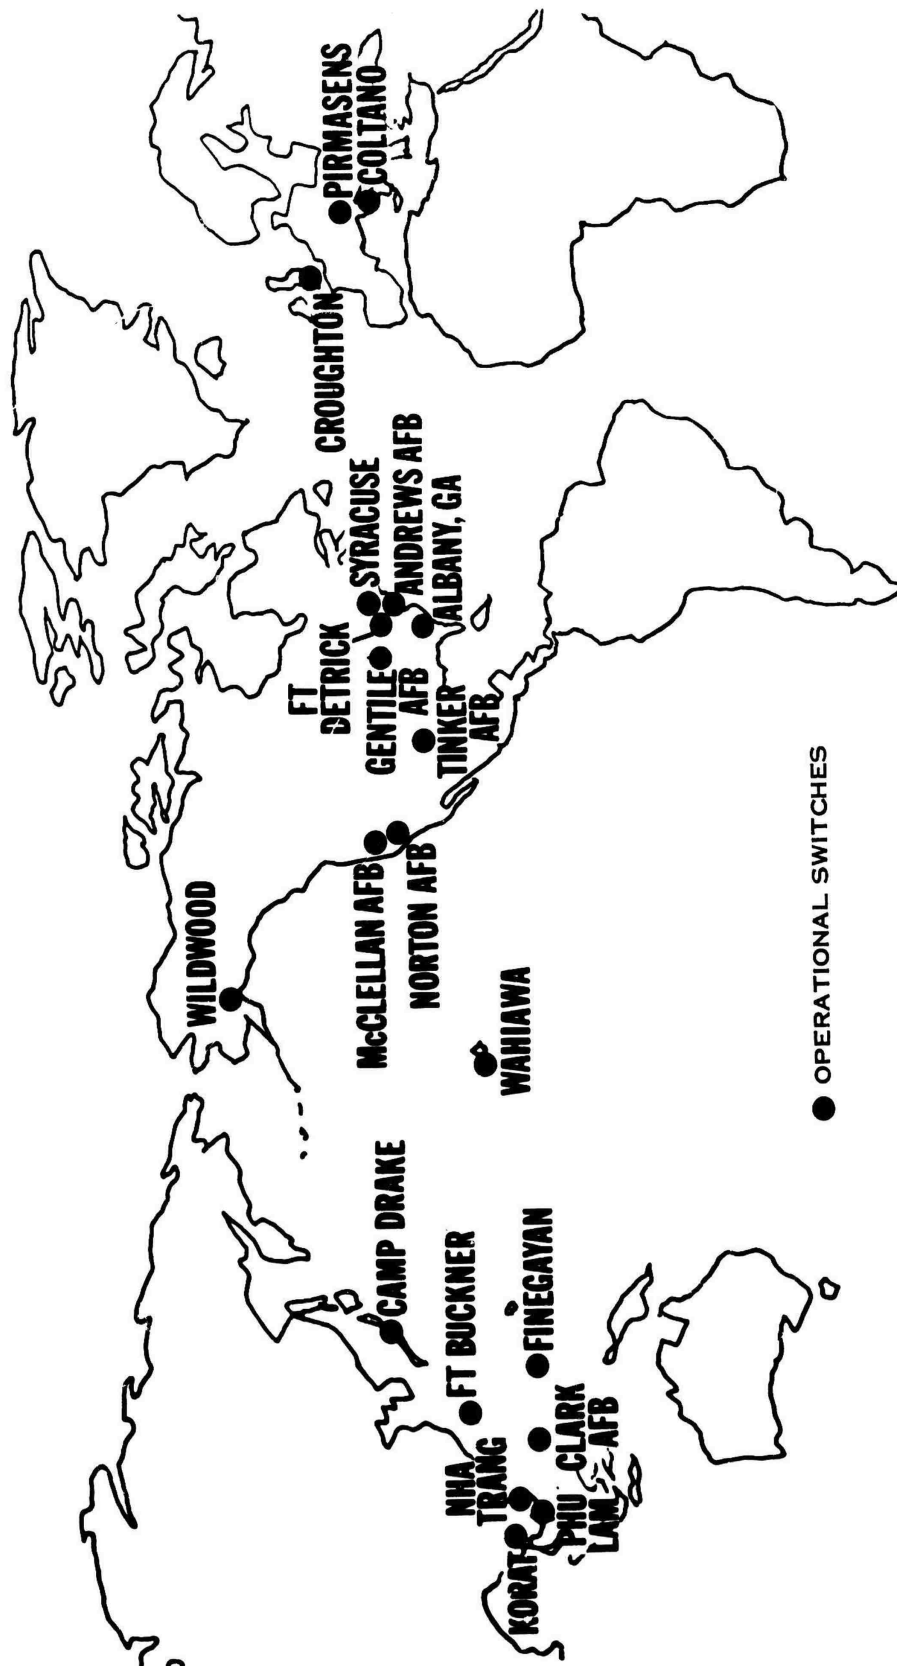 WILDWOOD
McCLELLAN AFB
NORTON AFB
WAHIAWA
CAMP DRAKE
FT BUCKNER
FINEGAYAN
NHA
TRANG
CLARK
AFB
PHU
LAM
KORAT
FT
DETRICK
GENTILE
AFB
TINKER
AFB
SYRACUSE
ANDREWS AFB
ALBANY, GA
CROUGHTON
PIRMASENS
COLTANO
OPERATIONAL SWITCHES